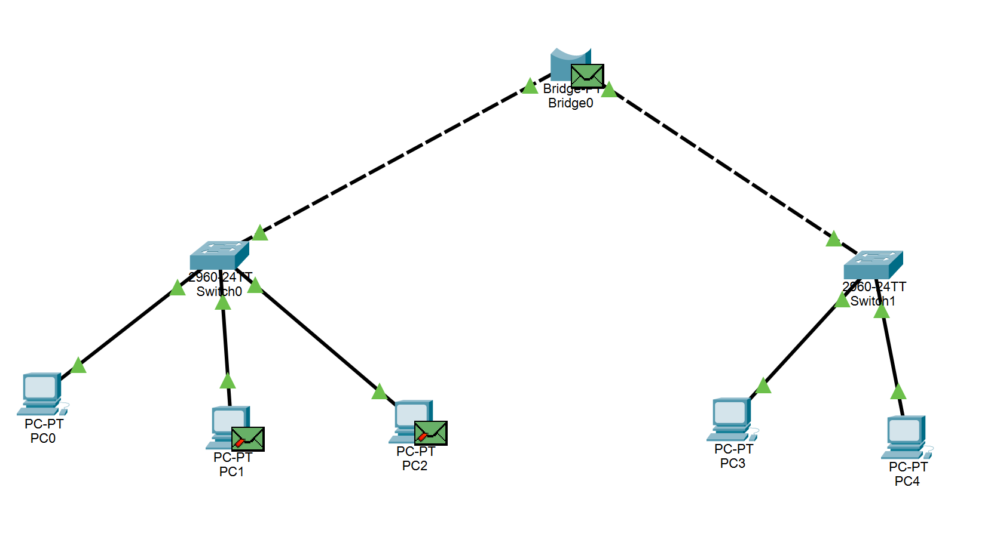 Bridge-PT
Bridge0
2960-24TT
Switch0
2960-24TT
Switch1
PC-PT
PC0
PC-PT
PC1
PC-PT
PC2
PC-PT
PC3
PC-PT
PC4